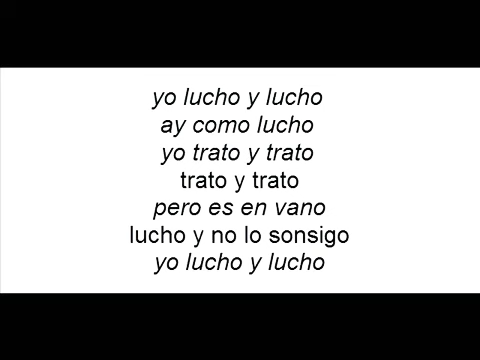 yo lucho y lucho
ay como lucho
yo trato y trato
trato y trato
pero es en vano
lucho y no lo sonsigo
yo lucho y lucho